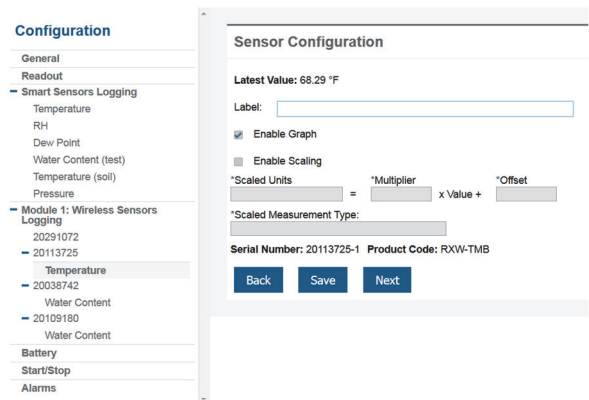 Configuration
General
Readout
Smart Sensors Logging
Temperature
RH
Dew Point
Water Content (test)
Temperature (soil)
Pressure
Module 1: Wireless Sensors
Logging
20291072
20113725
Temperature
20038742
Water Content
20109180
Water Content
Battery
Start/Stop
Alarms
Sensor Configuration
Latest Value: 68.29 °F
Label:
Enable Graph
Enable Scaling
*Scaled Units *Multiplier *Offset
= x Value +
*Scaled Measurement Type:
Serial Number: 20113725-1 Product Code: RXW-TMB
Back Save Next